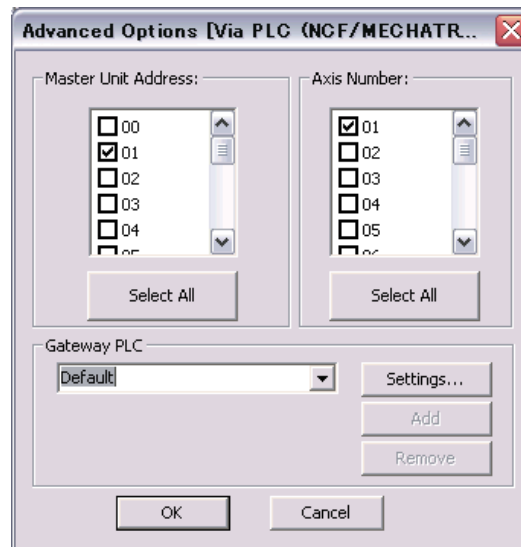 Advanced Options [Via PLC (NCF/MECHATR...
Master Unit Address:
00
01
02
03
04
Select All
Axis Number:
01
02
03
04
05
Select All
Gateway PLC
Default
Settings...
Add
Remove
OK
Cancel